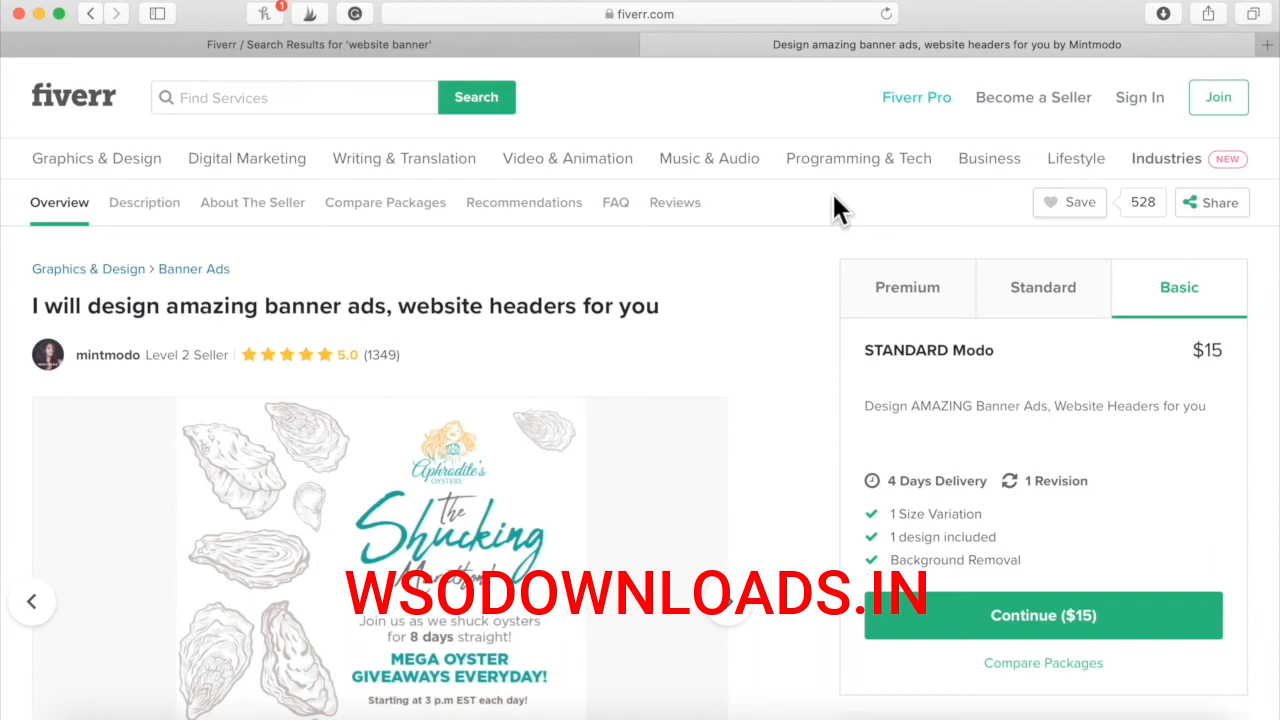 1
fiverr.com
Fiverr / Search Results for 'website banner'
Design amazing banner ads, website headers for you by Mintmodo
fiverr
Find Services
Search
Fiverr Pro
Become a Seller
Sign In
Join
Graphics & Design
Digital Marketing
Writing & Translation
Video & Animation
Music & Audio
Programming & Tech
Business
Lifestyle
Industries NEW
Overview
Description
About The Seller
Compare Packages
Recommendations
FAQ
Reviews
Save
528
Share
Graphics & Design > Banner Ads
I will design amazing banner ads, website headers for you
mintmodo Level 2 Seller 5.0 (1349)
Aphrodite's
OYSTERS
The
Shucking
Join us as we shuck oysters
for 8 days straight!
MEGA OYSTER
GIVEAWAYS EVERYDAY!
Starting at 3 p.m EST each day!
Premium
Standard
Basic
STANDARD Modo $15
Design AMAZING Banner Ads, Website Headers for you
4 Days Delivery 1 Revision
1 Size Variation
1 design included
Background Removal
Continue ($15)
Compare Packages
WSODOWNLOADS.IN